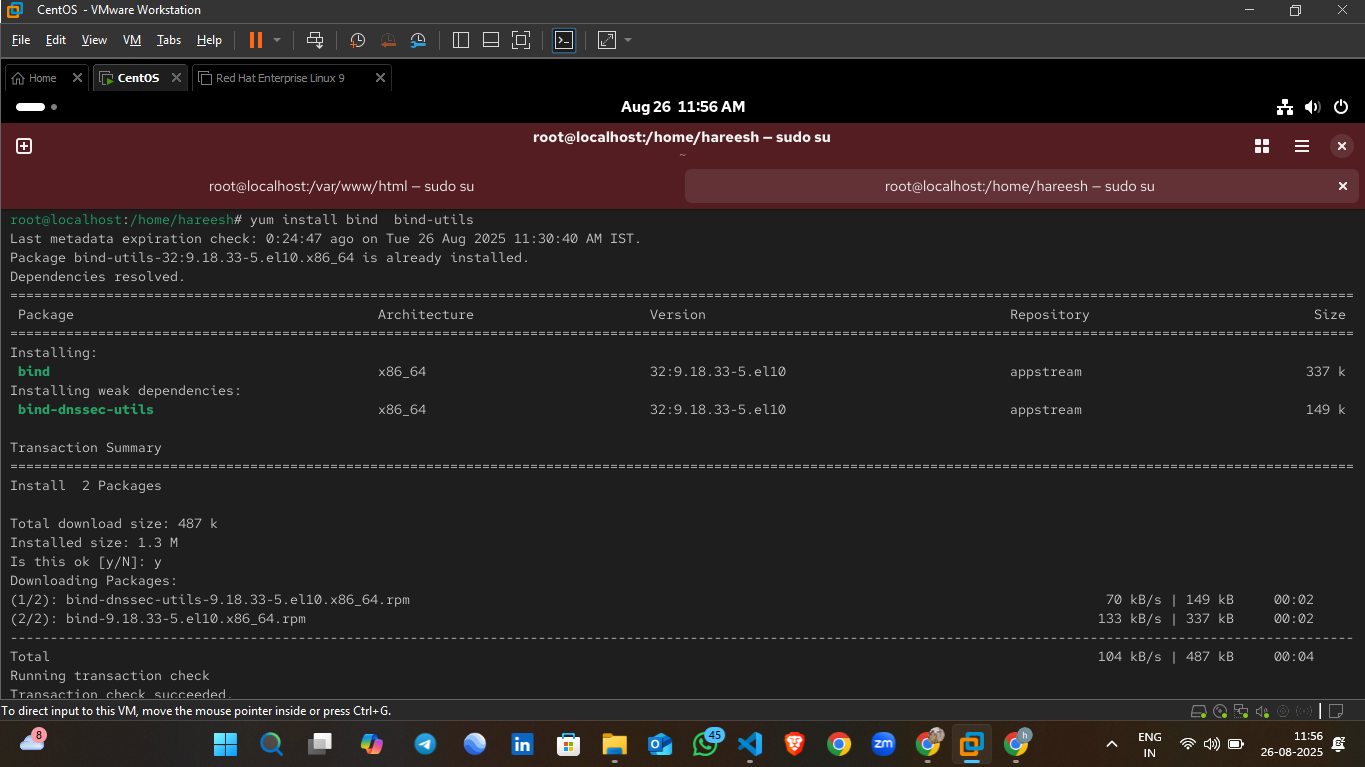 CentOS - VMware Workstation
File Edit View VM Tabs Help
Home CentOS Red Hat Enterprise Linux 9
Aug 26 11:56 AM
root@localhost:/home/hareesh — sudo su
~
root@localhost:/var/www/html — sudo su root@localhost:/home/hareesh — sudo su
root@localhost:/home/hareesh# yum install bind  bind-utils
Last metadata expiration check: 0:24:47 ago on Tue 26 Aug 2025 11:30:40 AM IST.
Package bind-utils-32:9.18.33-5.el10.x86_64 is already installed.
Dependencies resolved.
================================================================================
Package Architecture Version Repository Size
================================================================================
Installing:
bind x86_64 32:9.18.33-5.el10 appstream 337 k
Installing weak dependencies:
bind-dnssec-utils x86_64 32:9.18.33-5.el10 appstream 149 k
Transaction Summary
================================================================================
Install  2 Packages
Total download size: 487 k
Installed size: 1.3 M
Is this ok [y/N]: y
Downloading Packages:
(1/2): bind-dnssec-utils-9.18.33-5.el10.x86_64.rpm 70 kB/s | 149 kB 00:02
(2/2): bind-9.18.33-5.el10.x86_64.rpm 133 kB/s | 337 kB 00:02
--------------------------------------------------------------------------------
Total 104 kB/s | 487 kB 00:04
Running transaction check
Transaction check succeeded.
To direct input to this VM, move the mouse pointer inside or press Ctrl+G.
8
45
in
zm
h
ENG
IN
11:56
26-08-2025